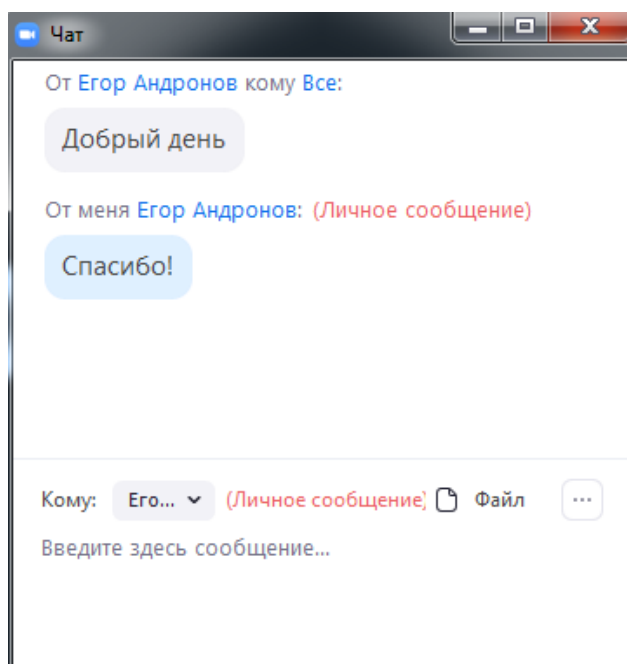 Чат
От Егор Андронов кому Все:
Добрый день
От меня Егор Андронов: (Личное сообщение)
Спасибо!
Кому: Его... (Личное сообщение) Файл ...
Введите здесь сообщение...